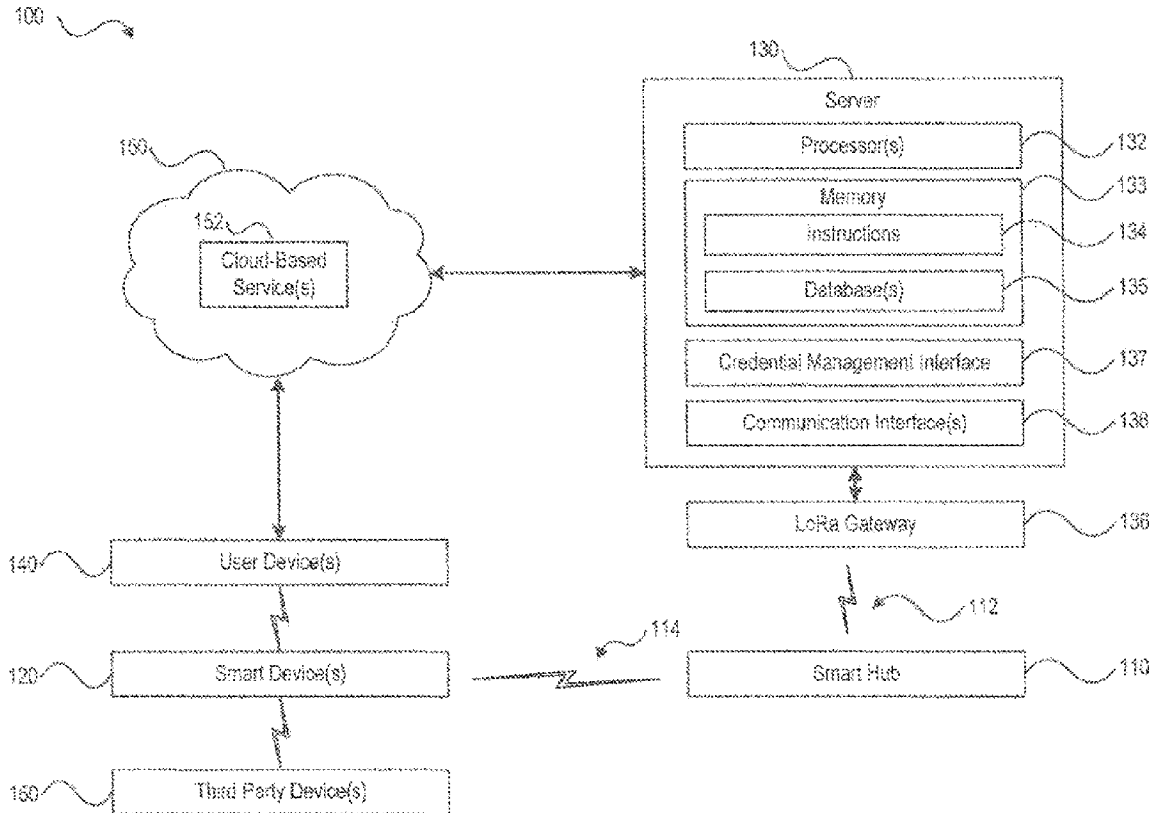 100
130
Server
Processor(s)
132
Memory
133
Instructions
134
Database(s)
135
Credential Management Interface
137
Communication Interface(s)
138
150
152
Cloud-Based
Service(s)
LoRa Gateway
136
140
User Device(s)
112
114
120
Smart Device(s)
Smart Hub
110
160
Third Party Device(s)